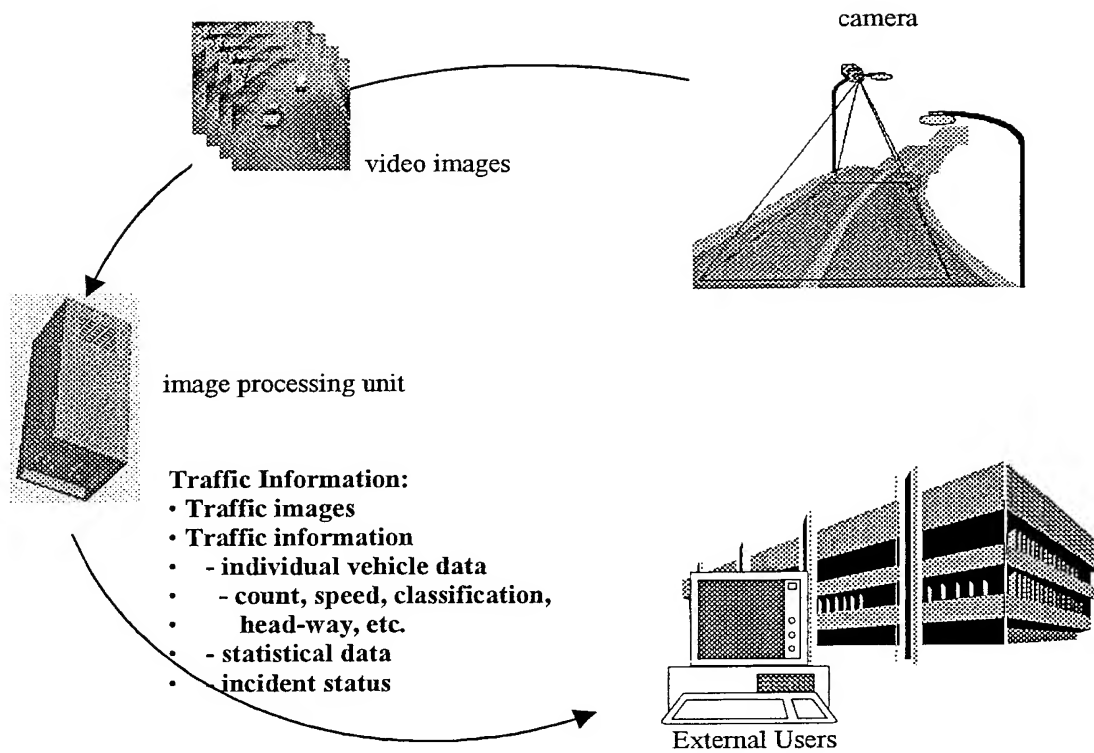 camera
video images
image processing unit
Traffic Information:
· Traffic images
· Traffic information
· - individual vehicle data
· - count, speed, classification,
· head-way, etc.
· - statistical data
· - incident status
External Users